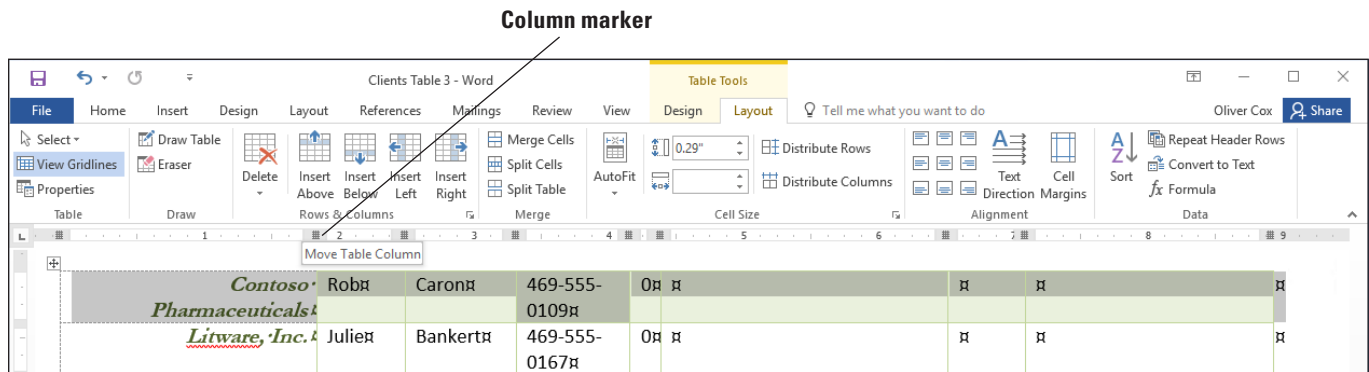 Column marker
Clients Table 3 - Word
Table Tools
File Home Insert Design Layout References Mailings Review View Design Layout Tell me what you want to do Oliver Cox Share
Select
View Gridlines
Properties
Table
Draw Table
Eraser
Draw
Delete
Insert Above
Insert Below
Insert Left
Insert Right
Rows & Columns
Merge Cells
Split Cells
Split Table
Merge
AutoFit
0.29"
Distribute Rows
Distribute Columns
Cell Size
Text Direction
Cell Margins
Alignment
Sort
Repeat Header Rows
Convert to Text
fx Formula
Data
L 1 2 3 4 5 6 7 8 9
Move Table Column
Contoso· Rob¤ Caron¤ 469-555- 0¤ ¤ ¤ ¤ ¤
Pharmaceuticals¤ 0109¤
Litware,·Inc.¤ Julie¤ Bankert¤ 469-555- 0¤ ¤ ¤ ¤ ¤
0167¤